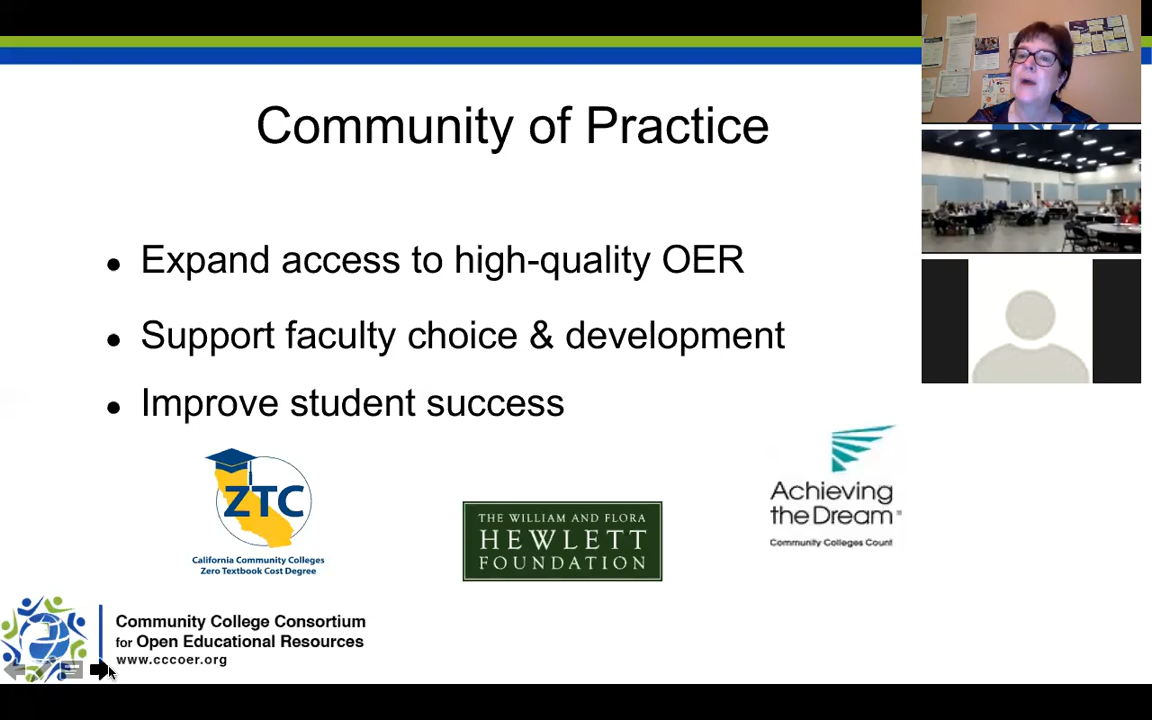 Community of Practice
• Expand access to high-quality OER
• Support faculty choice & development
• Improve student success
ZTC
California Community Colleges
Zero Textbook Cost Degree
THE WILLIAM AND FLORA
HEWLETT
FOUNDATION
Achieving
the Dream™
Community Colleges Count
Community College Consortium
for Open Educational Resources
www.cccoer.org